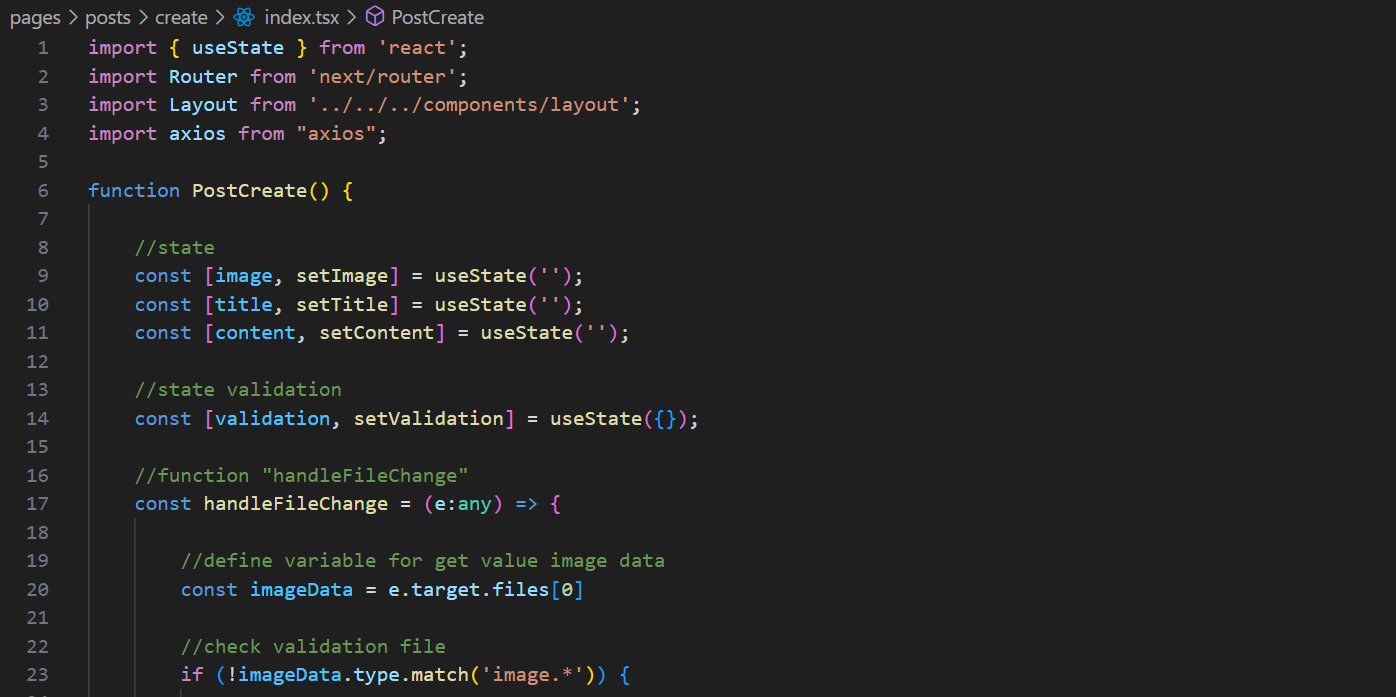 pages > posts > create > index.tsx > PostCreate
1 import { useState } from 'react';
2 import Router from 'next/router';
3 import Layout from '../../../components/layout';
4 import axios from "axios";
5
6 function PostCreate() {
7
8 //state
9 const [image, setImage] = useState('');
10 const [title, setTitle] = useState('');
11 const [content, setContent] = useState('');
12
13 //state validation
14 const [validation, setValidation] = useState({});
15
16 //function "handleFileChange"
17 const handleFileChange = (e:any) => {
18
19 //define variable for get value image data
20 const imageData = e.target.files[0]
21
22 //check validation file
23 if (!imageData.type.match('image.*')) {